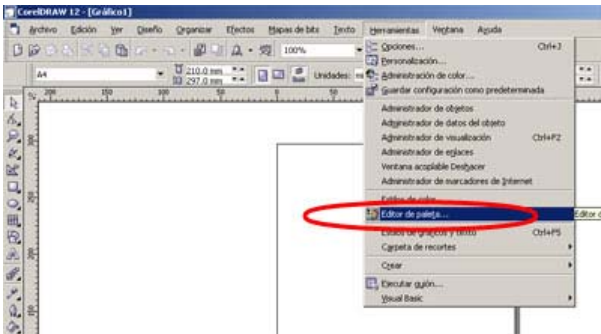 CorelDRAW 12 - [Gráfico1]
Archivo Edición Ver Diseño Organizar Efectos Mapas de bits Texto Herramientas Ventana Ayuda
100%
A4 210.0 mm 297.0 mm Unidades:
Opciones... Ctrl+J
Personalización...
Administración de color...
Guardar configuración como predeterminada
Administrador de objetos
Administrador de datos del objeto
Administrador de visualización Ctrl+F2
Administrador de enlaces
Ventana acoplable Deshacer
Administrador de marcadores de Internet
Estilos de color
Editor de paleta...
Editor d
Estilos de gráficos y texto Ctrl+F5
Carpeta de recortes
Crear
Ejecutar guión...
Visual Basic